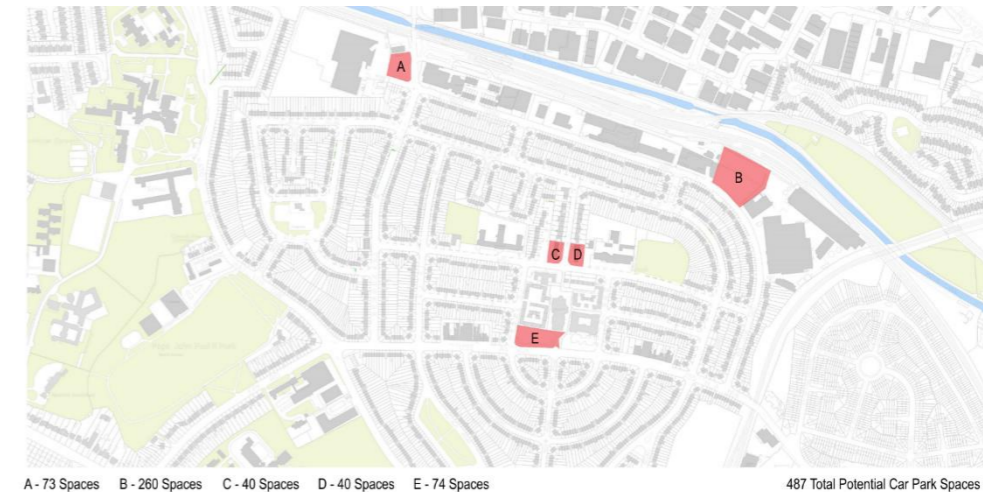 A
B
C D
E
A - 73 Spaces B - 260 Spaces C - 40 Spaces D - 40 Spaces E - 74 Spaces 487 Total Potential Car Park Spaces